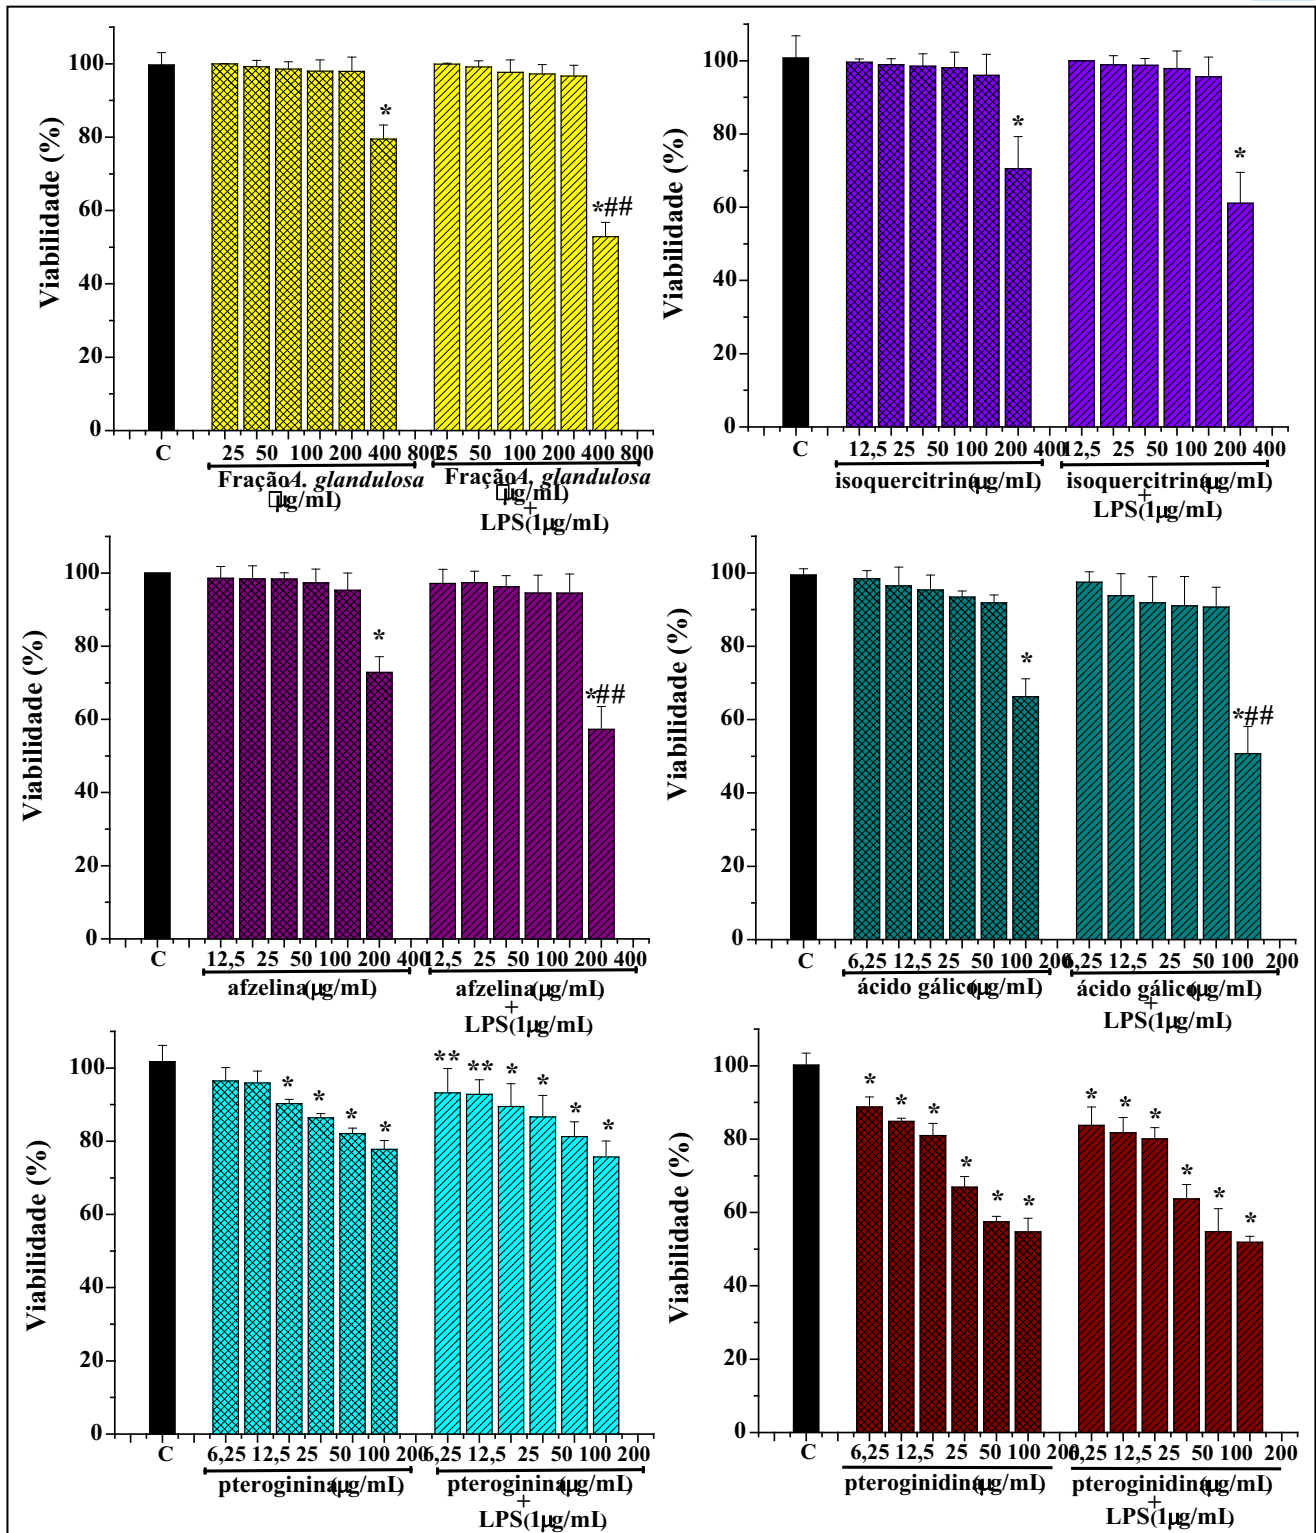 100
80
60
40
20
0
Viabilidade (%)
*
*##
C
25 50 100 200 400 800
25 50 100 200 400 800
Fração A. glandulosa
µg/mL)
Fração A. glandulosa
µg/mL)
+
LPS(1µg/mL)
100
80
60
40
20
0
Viabilidade (%)
*
*
C
12,5 25 50 100 200 400
12,5 25 50 100 200 400
isoquercitrina(µg/mL)
isoquercitrina(µg/mL)
+
LPS(1µg/mL)
100
80
60
40
20
0
Viabilidade (%)
*
*##
C
12,5 25 50 100 200 400
12,5 25 50 100 200 400
afzelina(µg/mL)
afzelina(µg/mL)
+
LPS(1µg/mL)
100
80
60
40
20
0
Viabilidade (%)
*
*##
C
6,25 12,5 25 50 100 200
6,25 12,5 25 50 100 200
ácido gálico(µg/mL)
ácido gálico(µg/mL)
+
LPS(1µg/mL)
100
80
60
40
20
0
Viabilidade (%)
* * * *
** ** * * * *
C
6,25 12,5 25 50 100 200
6,25 12,5 25 50 100 200
pteroginina(µg/mL)
pteroginina(µg/mL)
+
LPS(1µg/mL)
100
80
60
40
20
0
Viabilidade (%)
* * * * * *
* * * * * *
C
6,25 12,5 25 50 100 200
6,25 12,5 25 50 100 200
pteroginidina(µg/mL)
pteroginidina(µg/mL)
+
LPS(1µg/mL)